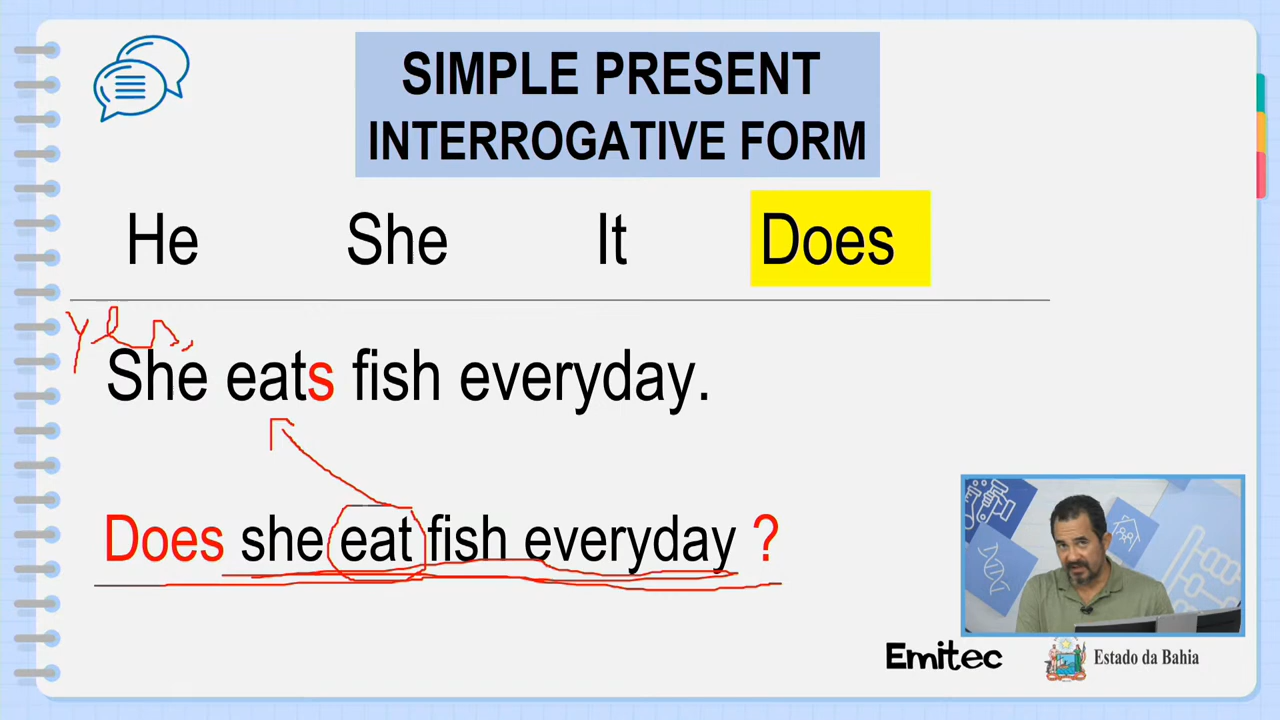 SIMPLE PRESENT
INTERROGATIVE FORM
He She It Does
yes,
She eats fish everyday.
Does she eat fish everyday ?
Emitec Estado da Bahia